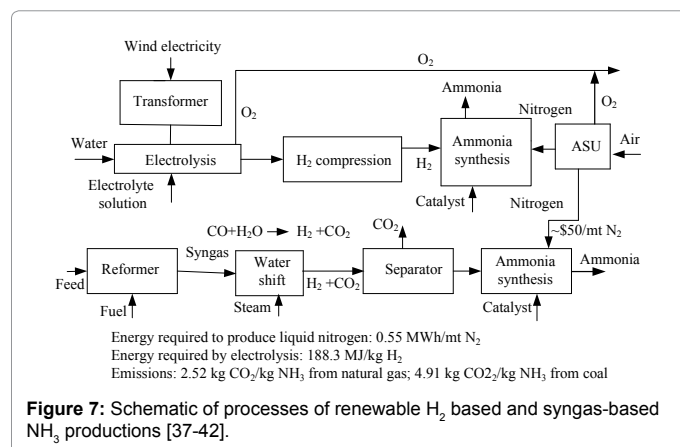 Wind electricity
Transformer
O₂
O₂
Ammonia
Nitrogen
O₂
Water
Electrolysis
H₂ compression
H₂
Ammonia
synthesis
ASU
Air
Electrolyte
solution
Catalyst
Nitrogen
~$50/mt N₂
CO+H₂O → H₂ +CO₂
CO₂
Feed
Reformer
Syngas
Water
shift
H₂ +CO₂
Separator
Ammonia
synthesis
Ammonia
Fuel
Steam
Catalyst
Energy required to produce liquid nitrogen: 0.55 MWh/mt N₂
Energy required by electrolysis: 188.3 MJ/kg H₂
Emissions: 2.52 kg CO₂/kg NH₃ from natural gas; 4.91 kg CO2₂/kg NH₃ from coal
Figure 7: Schematic of processes of renewable H₂ based and syngas-based
NH₃ productions [37-42].